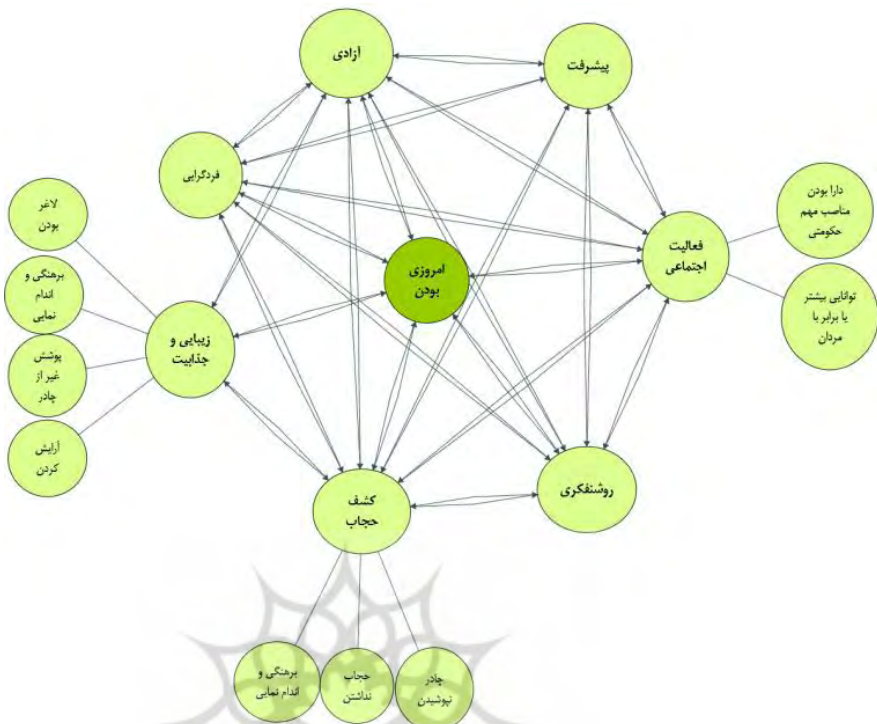 آزادی
پیشرفت
فردگرایی
لاغر
بودن
دارا بودن
مناصب مهم
حکومتی
فعالیت
اجتماعی
امروزی
بودن
برهنگی و
اندام
نمایی
توانایی بیشتر
یا برابر با
مردان
زیبایی و
جذابیت
پوشش
غیر از
چادر
آرایش
کردن
روشنفکری
کشف
حجاب
برهنگی و
اندام نمایی
حجاب
نداشتن
چادر
نپوشیدن